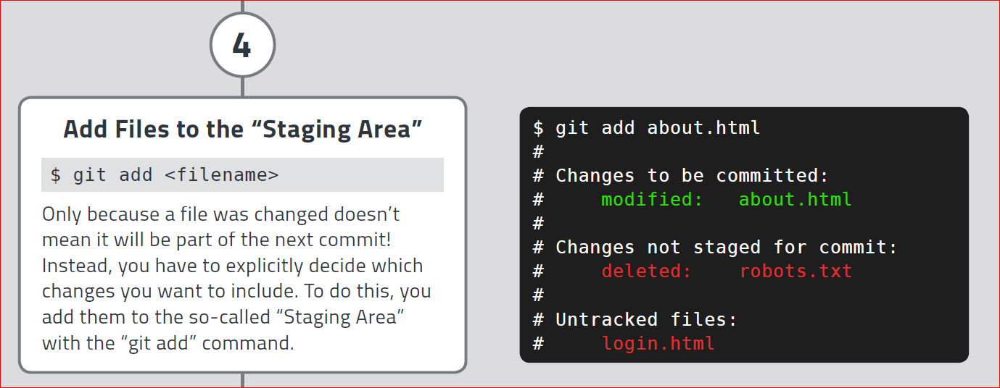 4
Add Files to the “Staging Area”
$ git add <filename>
Only because a file was changed doesn’t
mean it will be part of the next commit!
Instead, you have to explicitly decide which
changes you want to include. To do this, you
add them to the so-called “Staging Area”
with the “git add” command.
$ git add about.html
#
# Changes to be committed:
#     modified:   about.html
#
# Changes not staged for commit:
#     deleted:    robots.txt
#
# Untracked files:
#     login.html